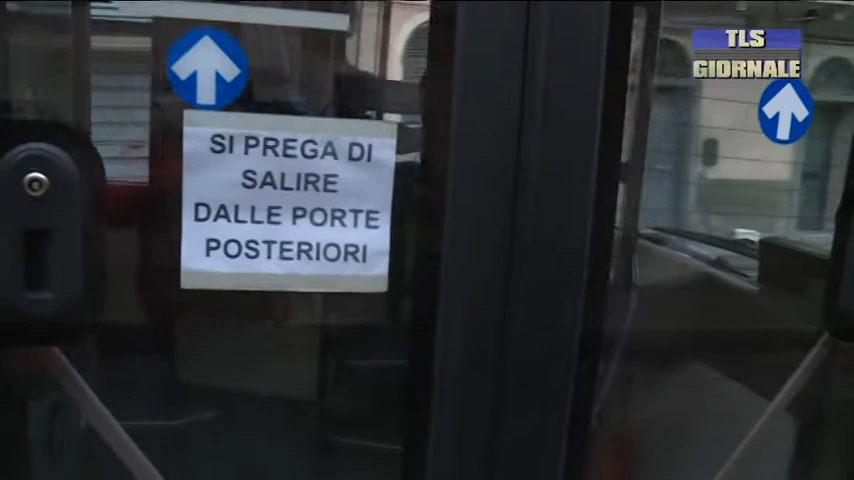 TLS
GIORNALE
SI PREGA DI
SALIRE
DALLE PORTE
POSTERIORI